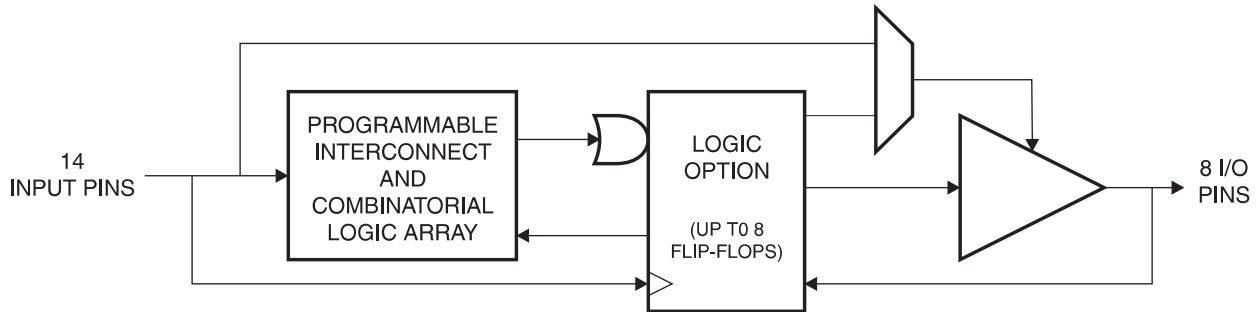 14
INPUT PINS
PROGRAMMABLE
INTERCONNECT
AND
COMBINATORIAL
LOGIC ARRAY
LOGIC
OPTION
(UP T0 8
FLIP-FLOPS)
8 I/O
PINS